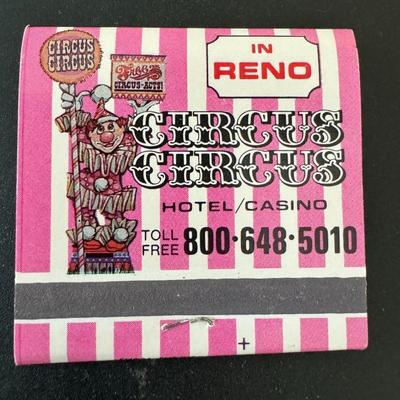 IN
RENO
CIRCUS
CIRCUS
Free
CIRCUS-ACTS!
CIRCUS
CIRCUS
HOTEL/CASINO
TOLL
FREE 800·648·5010
+